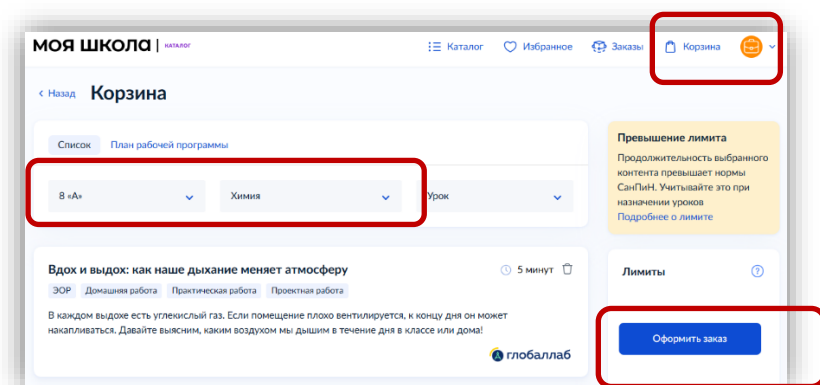 МОЯ ШКОЛА | КАТАЛОГ
Каталог
Избранное
Заказы
Корзина
< Назад
Корзина
Список
План рабочей программы
8 «А»
Химия
Урок
Превышение лимита
Продолжительность выбранного
контента превышает нормы
СанПиН. Учитывайте это при
назначении уроков
Подробнее о лимите
Вдох и выдох: как наше дыхание меняет атмосферу
5 минут
ЭОР
Домашняя работа
Практическая работа
Проектная работа
В каждом выдохе есть углекислый газ. Если помещение плохо вентилируется, к концу дня он может
накапливаться. Давайте выясним, каким воздухом мы дышим в течение дня в классе или дома!
глобаллаб
Лимиты
?
Оформить заказ